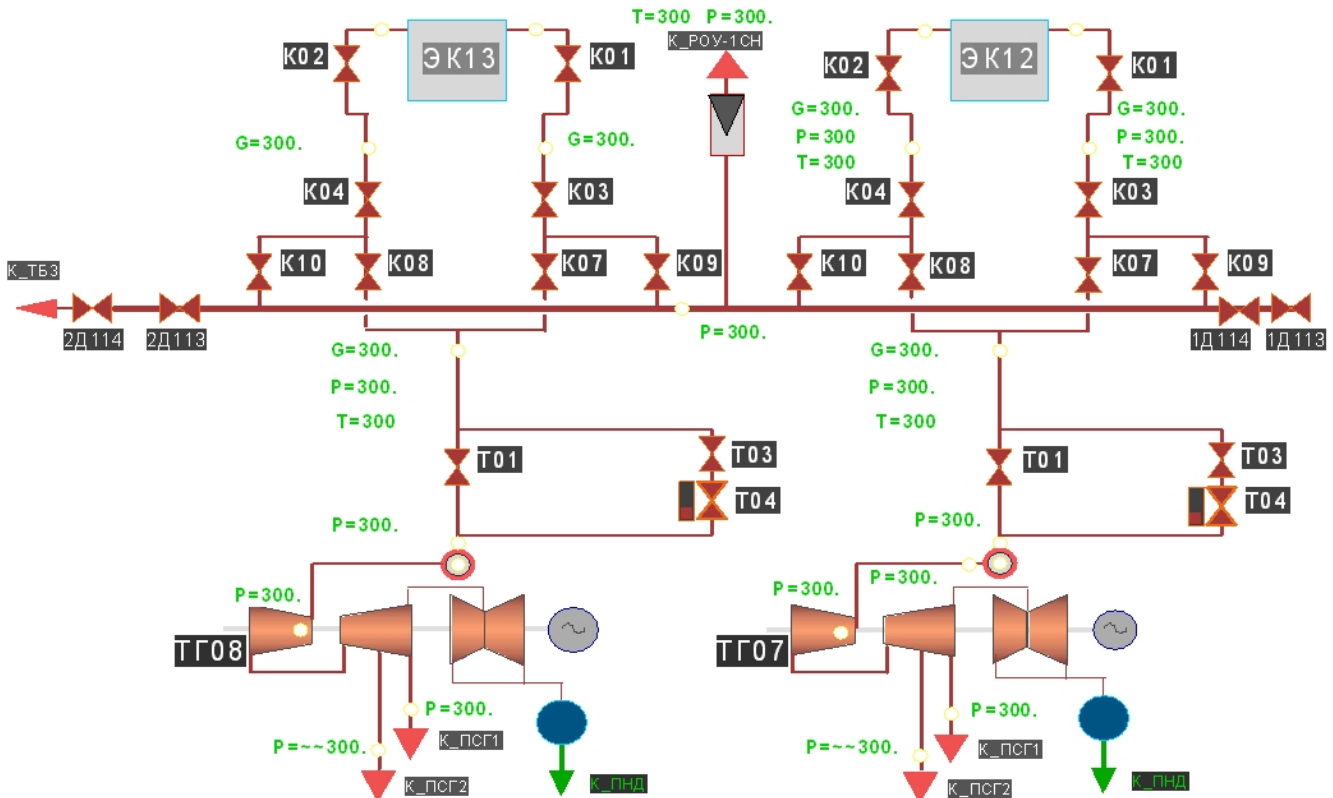 T=300 P=300.
К_РОУ-1СН
К02
ЭК13
К01
К02
ЭК12
К01
G=300.
G=300.
G=300.
P=300
T=300
G=300.
P=300.
T=300
К04
К03
К04
К03
К_ТБ3
К10
К08
К07
К09
К10
К08
К07
К09
2Д114
2Д113
P=300.
1Д114
1Д113
G=300.
P=300.
T=300
G=300.
P=300.
T=300
Т01
Т03
Т04
Т01
Т03
Т04
P=300.
P=300.
P=300.
P=300.
P=300.
ТГ08
ТГ07
P=300.
P=300.
К_ПСГ1
К_ПСГ1
P=~~300.
P=~~300.
К_ПСГ2
К_ПНД
К_ПСГ2
К_ПНД